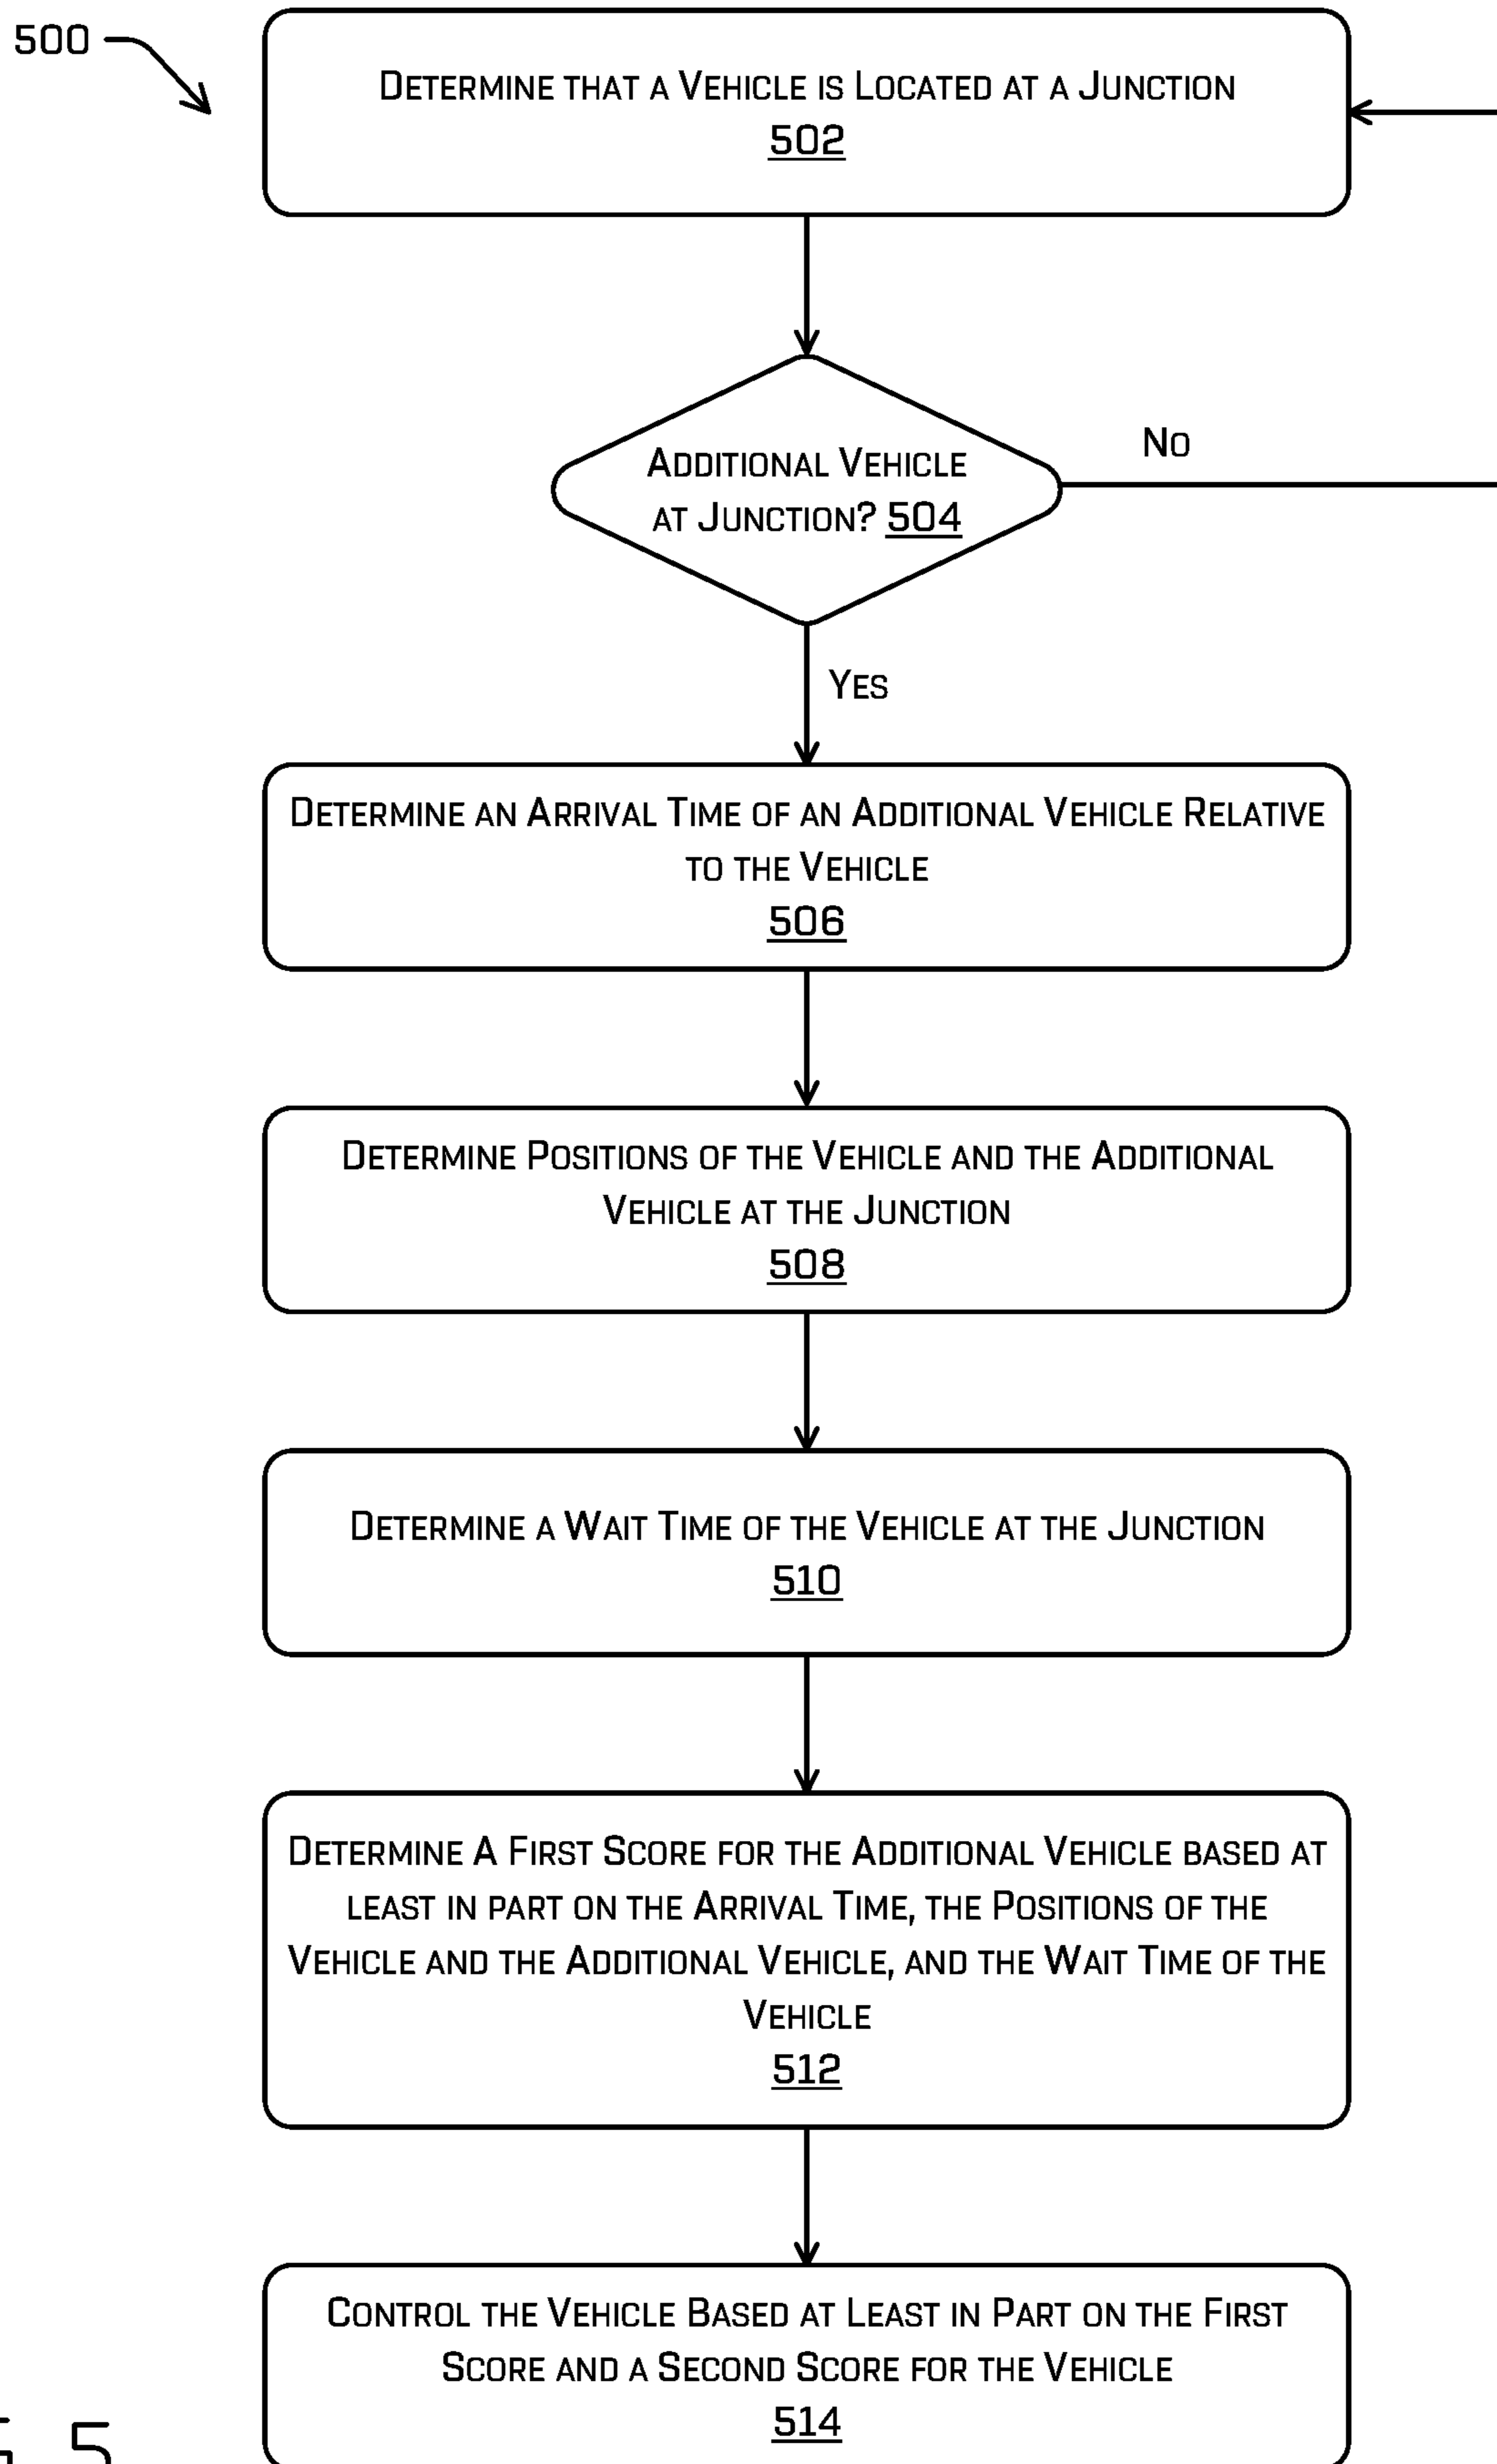 500
Determine that a Vehicle is Located at a Junction
502
Additional Vehicle
at Junction? 504
No
Yes
Determine an Arrival Time of an Additional Vehicle Relative
to the Vehicle
506
Determine Positions of the Vehicle and the Additional
Vehicle at the Junction
508
Determine a Wait Time of the Vehicle at the Junction
510
Determine A First Score for the Additional Vehicle based at
least in part on the Arrival Time, the Positions of the
Vehicle and the Additional Vehicle, and the Wait Time of the
Vehicle
512
Control the Vehicle Based at Least in Part on the First
Score and a Second Score for the Vehicle
514
5